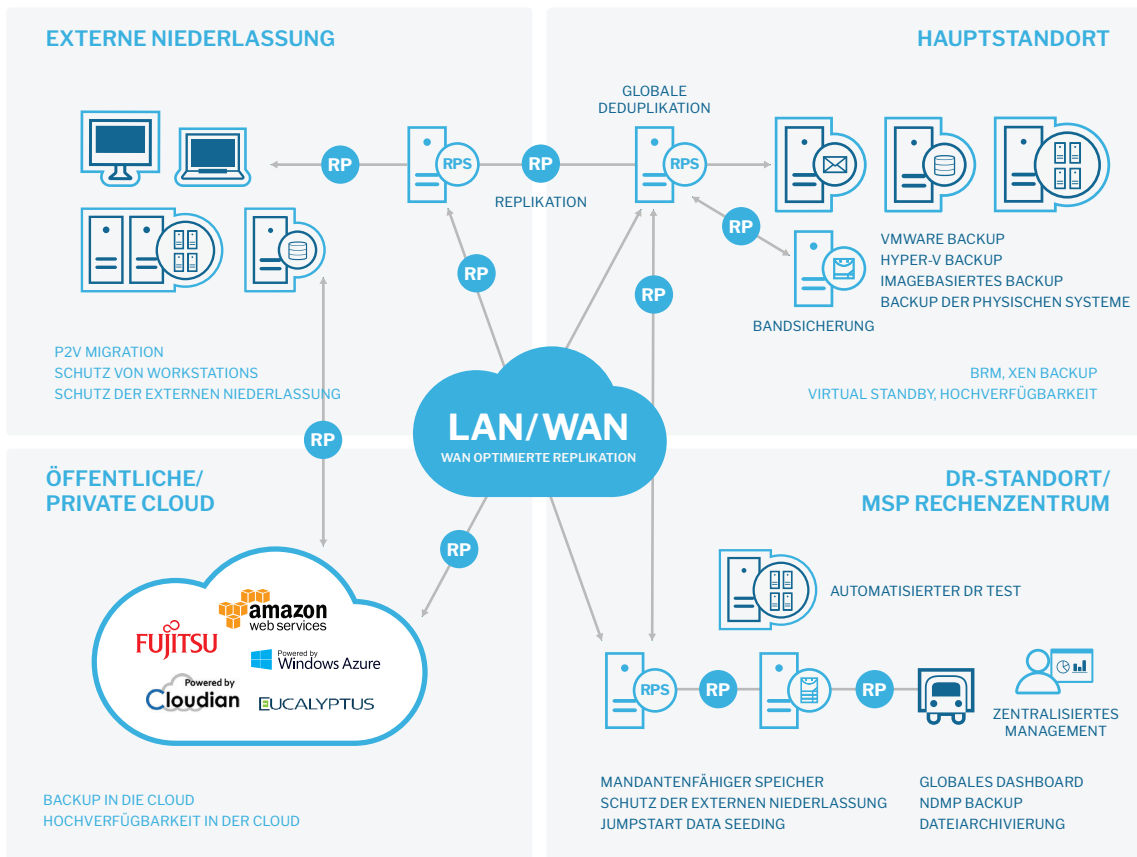 EXTERNE NIEDERLASSUNG
RP
RPS
RP
REPLIKATION
RP
P2V MIGRATION
SCHUTZ VON WORKSTATIONS
SCHUTZ DER EXTERNEN NIEDERLASSUNG
RP
HAUPTSTANDORT
GLOBALE
DEDUPLIKATION
RPS
RP
RP
BANDSICHERUNG
VMWARE BACKUP
HYPER-V BACKUP
IMAGEBASIERTES BACKUP
BACKUP DER PHYSISCHEN SYSTEME
BRM, XEN BACKUP
VIRTUAL STANDBY, HOCHVERFÜGBARKEIT
LAN/WAN
WAN OPTIMIERTE REPLIKATION
ÖFFENTLICHE/
PRIVATE CLOUD
RP
amazon
web services
FUJITSU
Powered by
Windows Azure
Powered by
Cloudian
EUCALYPTUS
BACKUP IN DIE CLOUD
HOCHVERFÜGBARKEIT IN DER CLOUD
DR-STANDORT/
MSP RECHENZENTRUM
AUTOMATISIERTER DR TEST
RPS
RP
RP
ZENTRALISIERTES
MANAGEMENT
MANDANTENFÄHIGER SPEICHER
SCHUTZ DER EXTERNEN NIEDERLASSUNG
JUMPSTART DATA SEEDING
GLOBALES DASHBOARD
NDMP BACKUP
DATEIARCHIVIERUNG